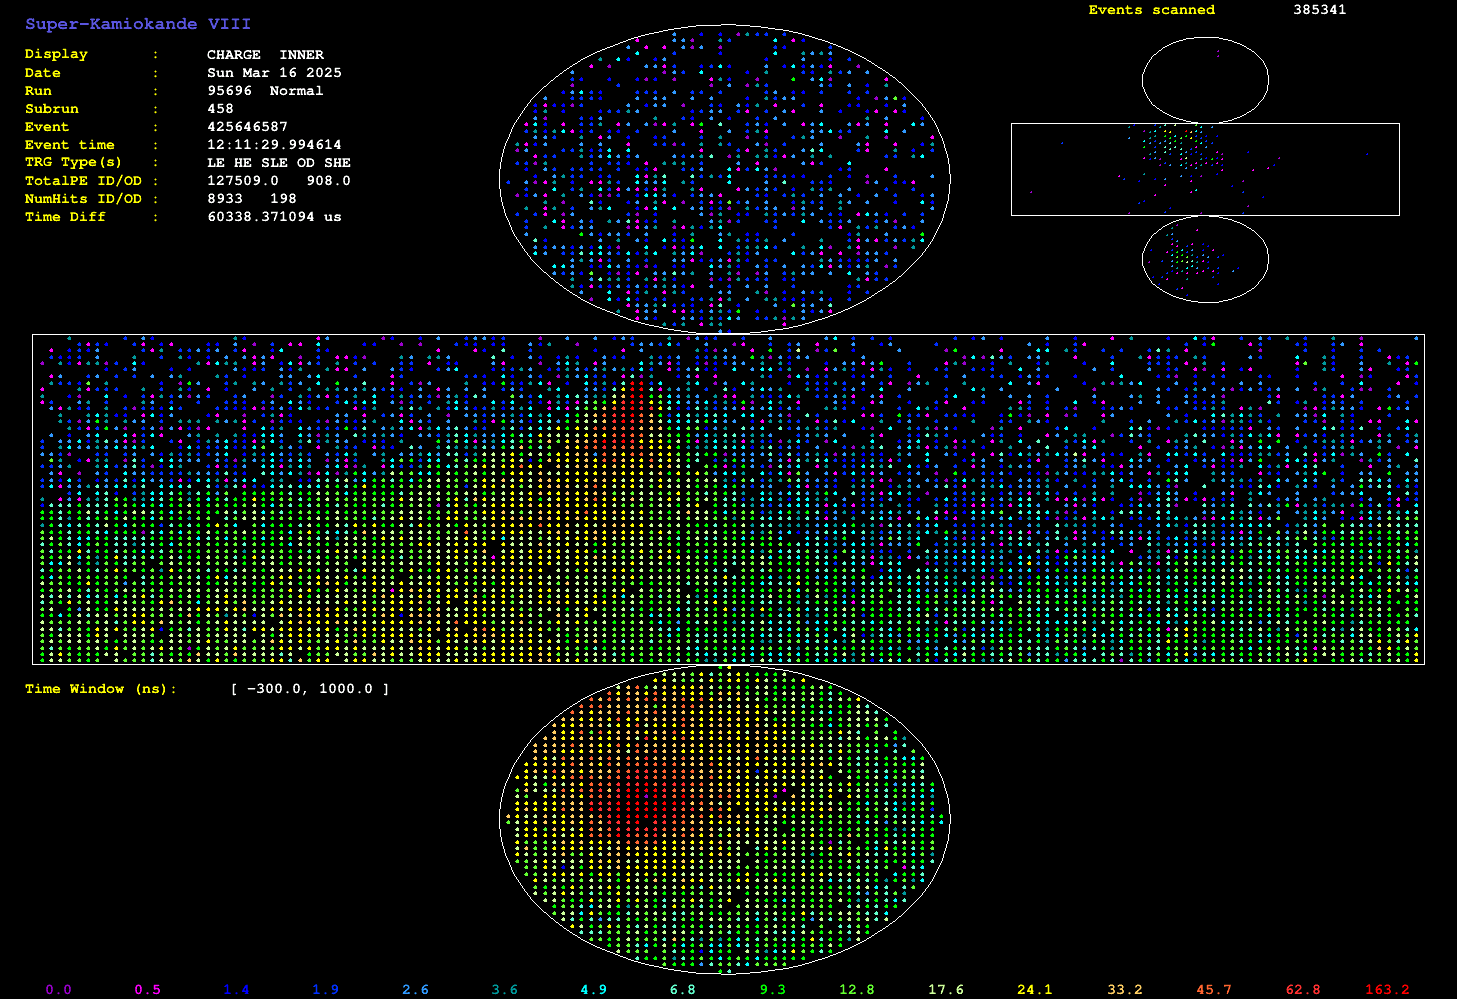 Super-Kamiokande VIII
Events scanned 385341
Display : CHARGE INNER
Date : Sun Mar 16 2025
Run : 95696 Normal
Subrun : 458
Event : 425646587
Event time : 12:11:29.994614
TRG Type(s) : LE HE SLE OD SHE
TotalPE ID/OD : 127509.0 908.0
NumHits ID/OD : 8933 198
Time Diff : 60338.371094 us
Time Window (ns): [ -300.0, 1000.0 ]
0.0 0.5 1.4 1.9 2.6 3.6 4.9 6.8 9.3 12.8 17.6 24.1 33.2 45.7 62.8 163.2